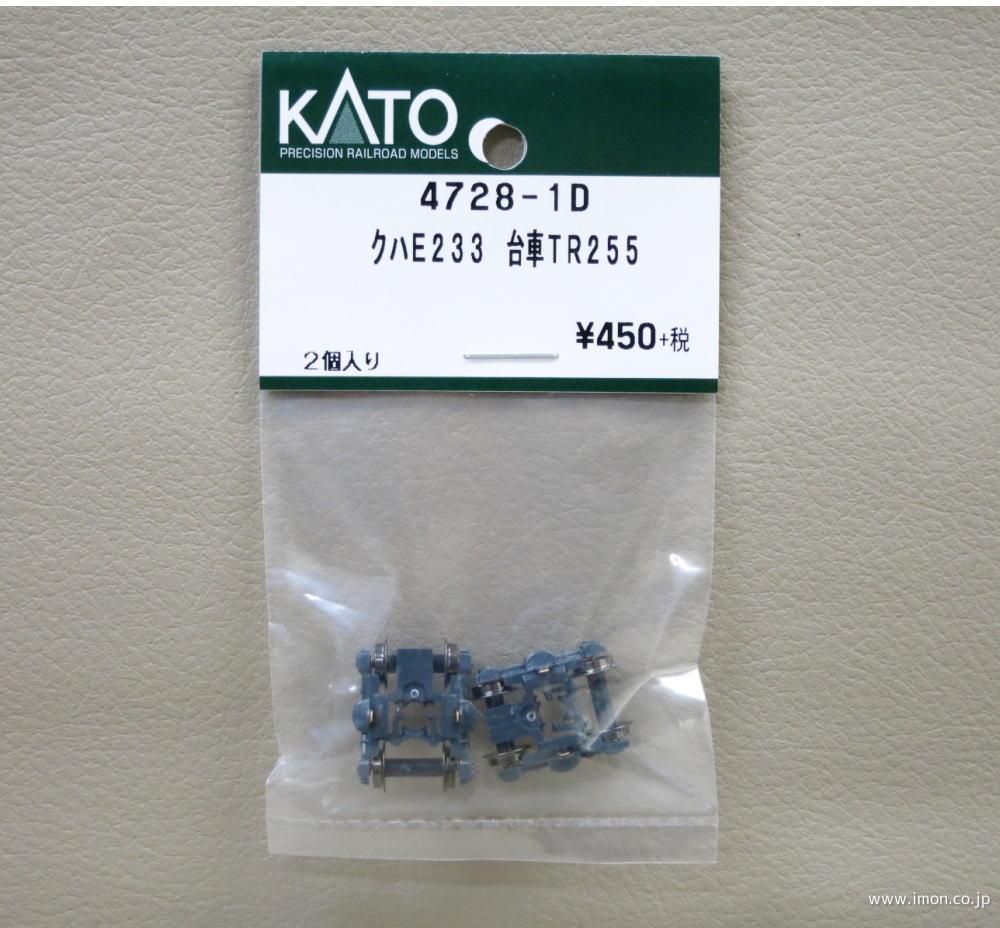 KATO
PRECISION RAILROAD MODELS
4728-1D
クハE233 台車TR255
¥450+税
2個入り
www.imon.co.jp